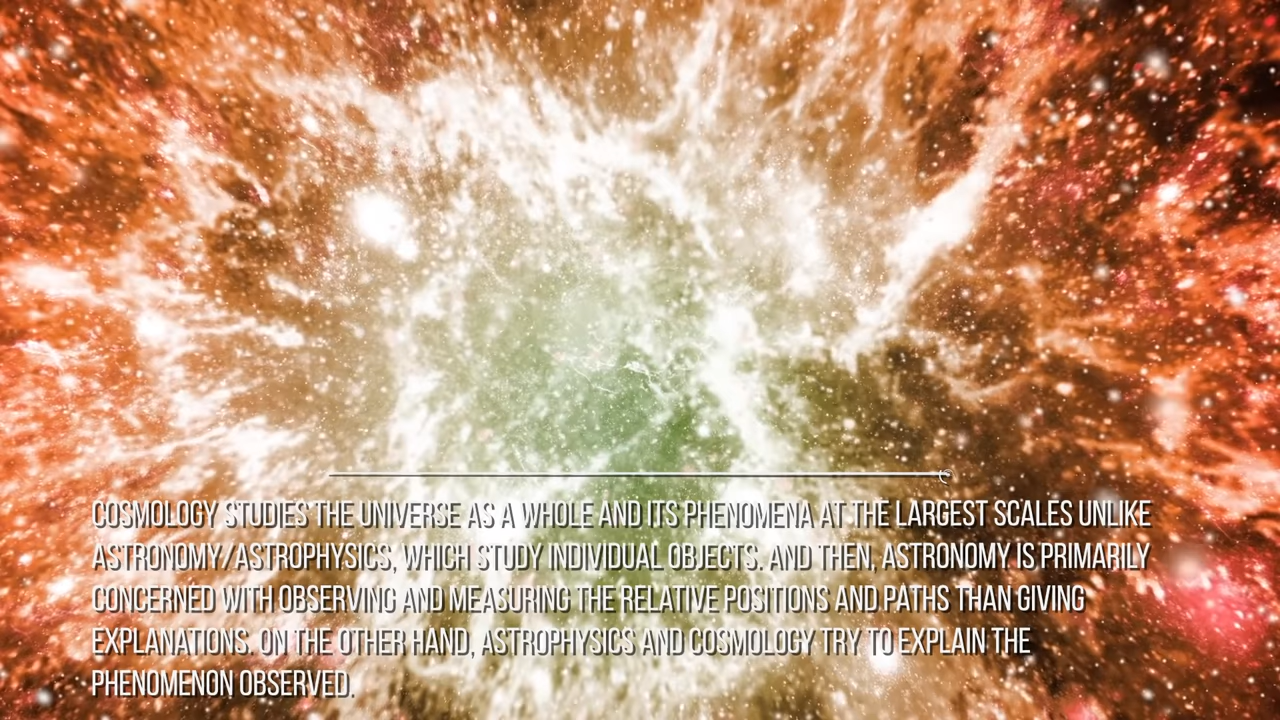 COSMOLOGY STUDIES THE UNIVERSE AS A WHOLE AND ITS PHENOMENA AT THE LARGEST SCALES UNLIKE
ASTRONOMY/ASTROPHYSICS, WHICH STUDY INDIVIDUAL OBJECTS. AND THEN, ASTRONOMY IS PRIMARILY
CONCERNED WITH OBSERVING AND MEASURING THE RELATIVE POSITIONS AND PATHS THAN GIVING
EXPLANATIONS. ON THE OTHER HAND, ASTROPHYSICS AND COSMOLOGY TRY TO EXPLAIN THE
PHENOMENON OBSERVED.